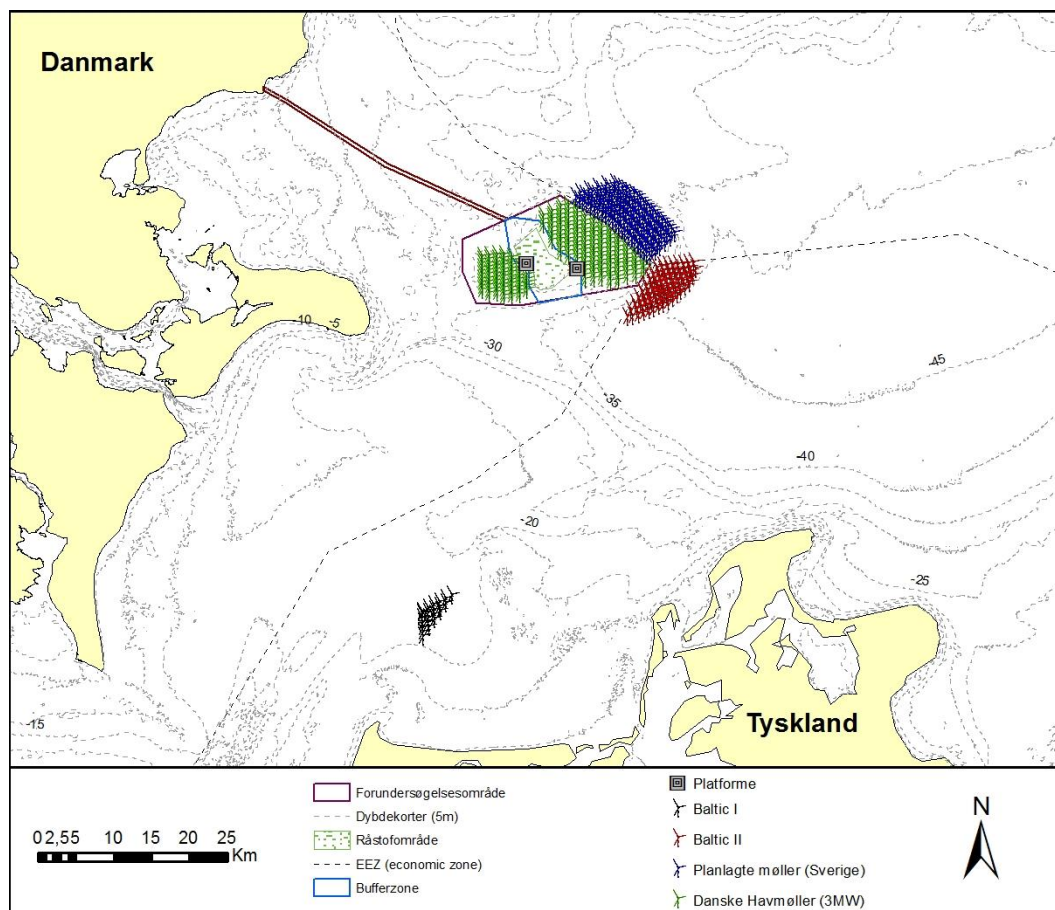 Danmark
-10
-5
-30
-35
-45
-40
-20
-25
-15
Tyskland
0 2,55 10 15 20 25
Km
Forundersøgelsesområde
Dybdekorter (5m)
Råstofområde
EEZ (economic zone)
Bufferzone
Platforme
Baltic I
Baltic II
Planlagte møller (Sverige)
Danske Havmøller (3MW)
N